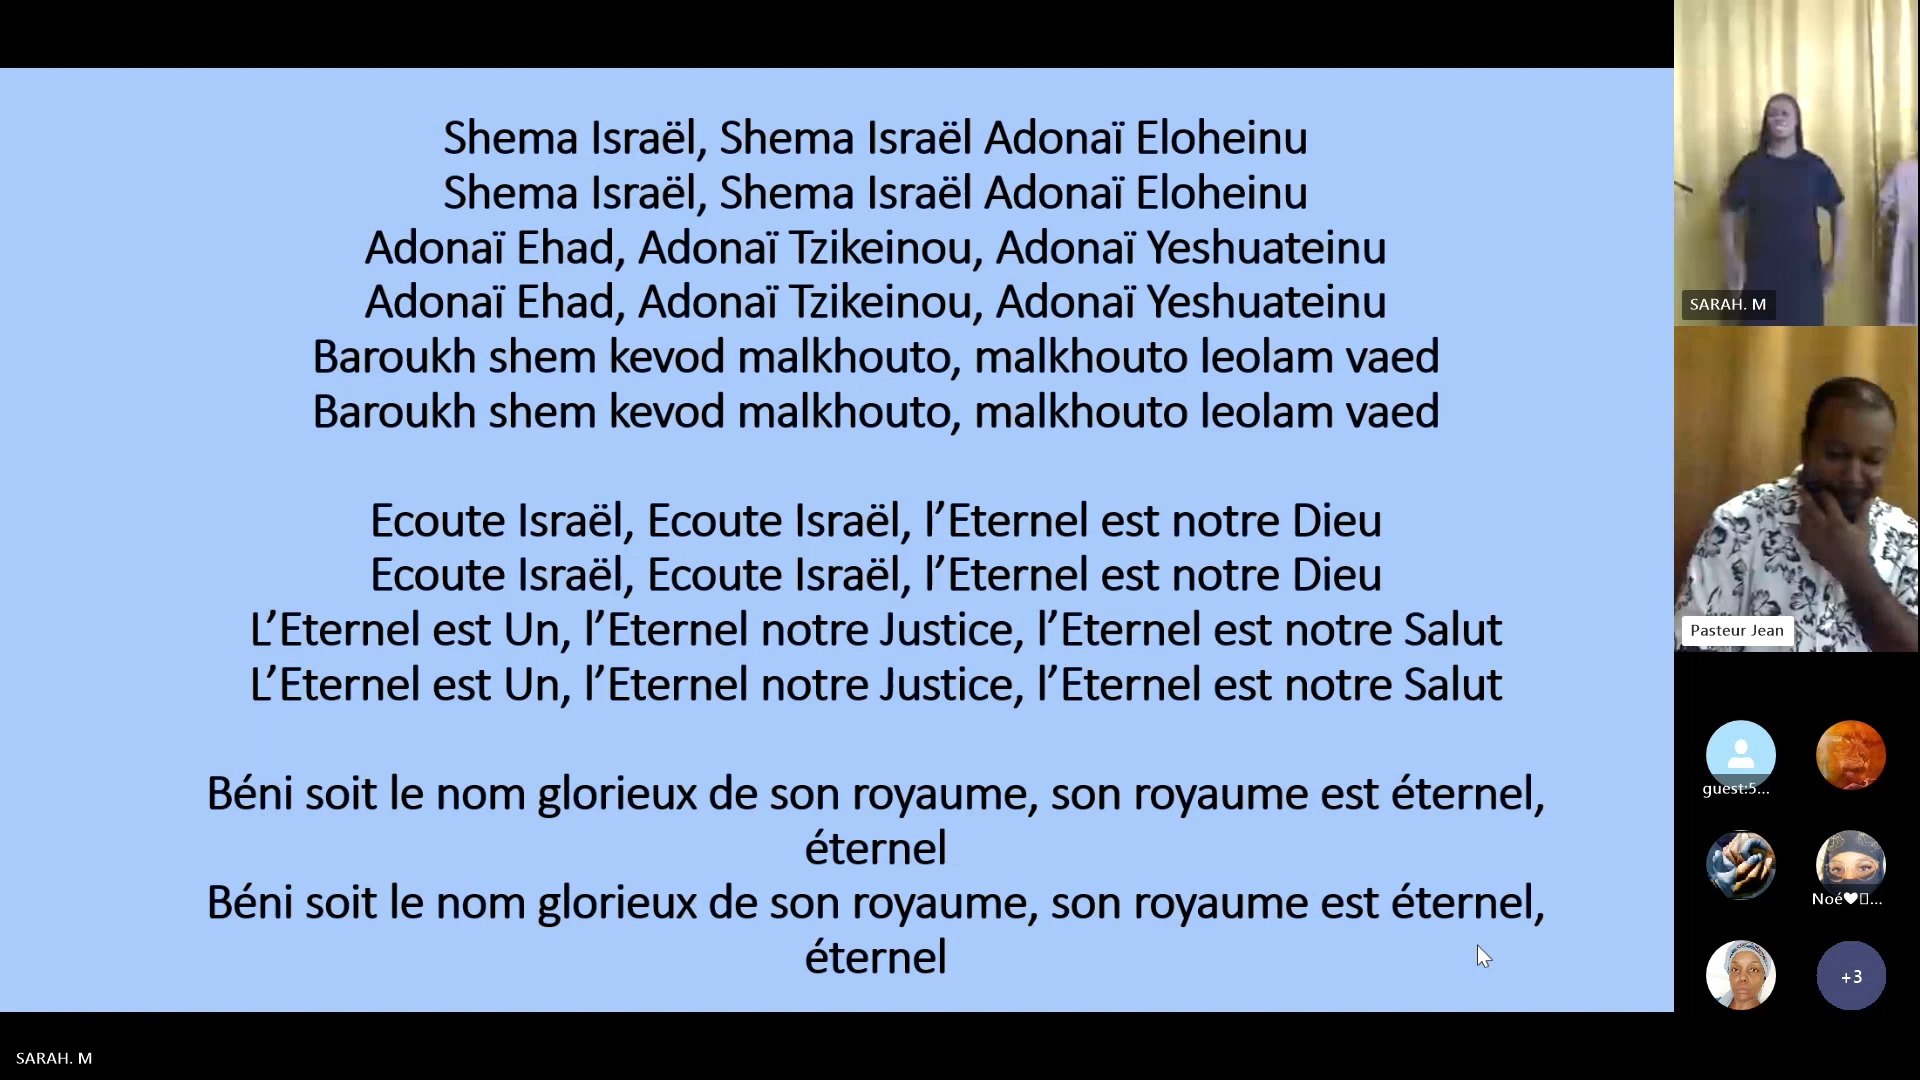 Shema Israël, Shema Israël Adonaï Eloheinu
Shema Israël, Shema Israël Adonaï Eloheinu
Adonaï Ehad, Adonaï Tzikeinou, Adonaï Yeshuateinu
Adonaï Ehad, Adonaï Tzikeinou, Adonaï Yeshuateinu
Baroukh shem kevod malkhouto, malkhouto leolam vaed
Baroukh shem kevod malkhouto, malkhouto leolam vaed
Ecoute Israël, Ecoute Israël, l’Eternel est notre Dieu
Ecoute Israël, Ecoute Israël, l’Eternel est notre Dieu
L’Eternel est Un, l’Eternel notre Justice, l’Eternel est notre Salut
L’Eternel est Un, l’Eternel notre Justice, l’Eternel est notre Salut
Béni soit le nom glorieux de son royaume, son royaume est éternel,
éternel
Béni soit le nom glorieux de son royaume, son royaume est éternel,
éternel
SARAH. M
Pasteur Jean
guest:5...
Noé🖤▯...
+3
SARAH. M